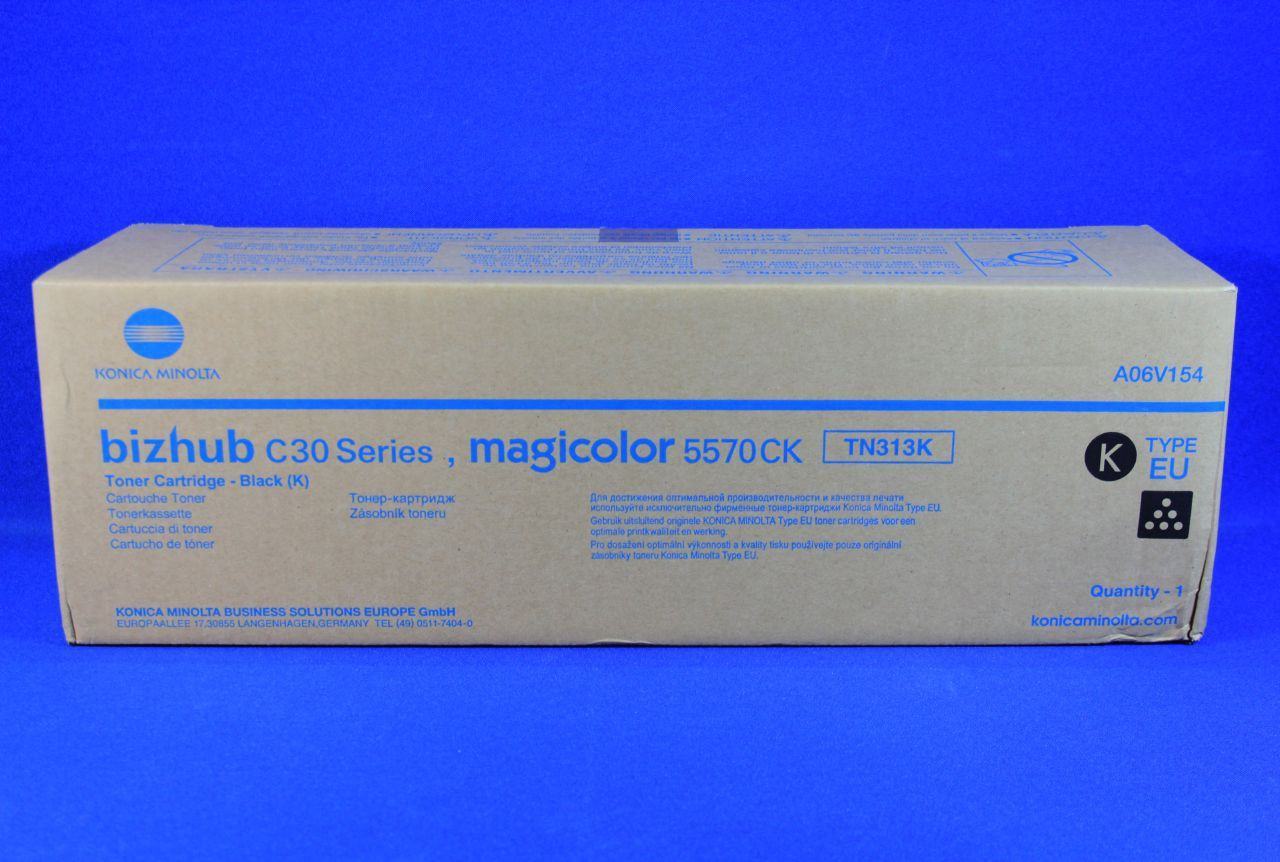 KONICA MINOLTA
A06V154
bizhub C30 Series , magicolor 5570CK TN313K
K TYPE EU
Toner Cartridge - Black (K)
Cartouche Toner
Tonerkassette
Cartuccia di toner
Cartucho de tóner
Тонер-картридж
Zásobník toneru
Для достижения оптимальной производительности и качества печати
используйте исключительно фирменные тонер-картриджи Konica Minolta Type EU.
Gebruik uitsluitend originele KONICA MINOLTA Type EU toner cartridges voor een
optimale printkwaliteit en werking.
Pro dosažení optimální výkonnosti a kvality tisku používejte pouze originální
zásobníky toneru Konica Minolta Type EU.
Quantity - 1
KONICA MINOLTA BUSINESS SOLUTIONS EUROPE GmbH
EUROPAALLEE 17,30855 LANGENHAGEN,GERMANY TEL (49) 0511-7404-0
konicaminolta.com